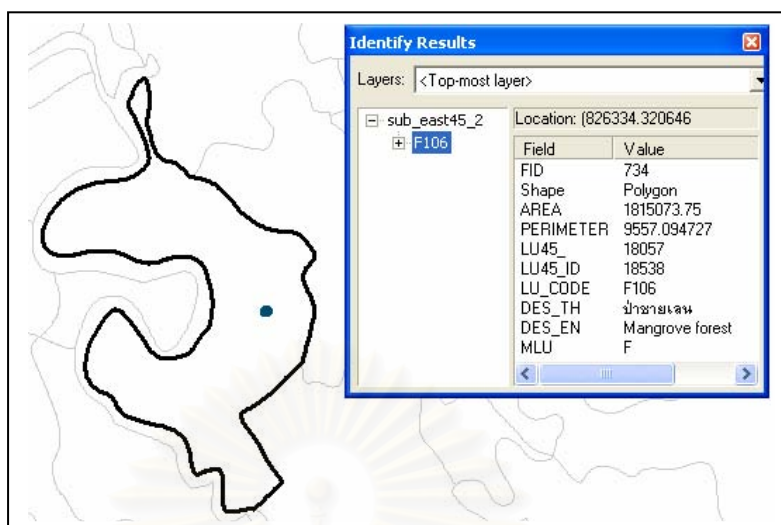 Identify Results
Layers: <Top-most layer>
sub_east45_2
F106
Location: (826334.320646
Field Value
FID 734
Shape Polygon
AREA 1815073.75
PERIMETER 9557.094727
LU45_ 18057
LU45_ID 18538
LU_CODE F106
DES_TH ป่าชายเลน
DES_EN Mangrove forest
MLU F